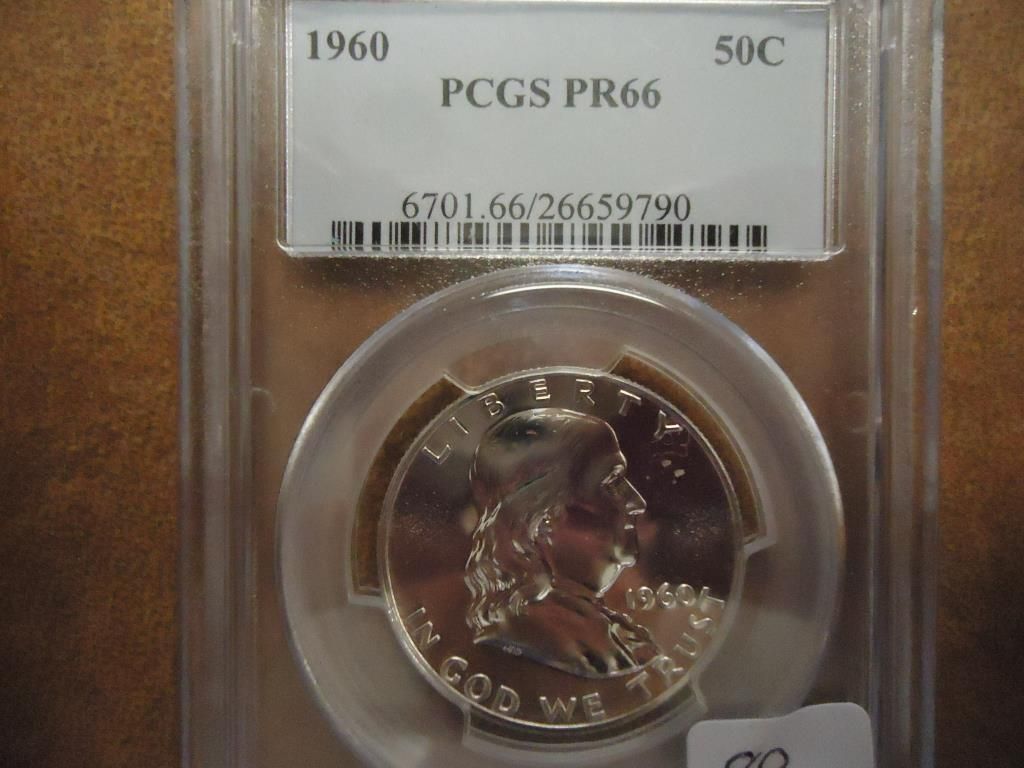 1960 50C
PCGS PR66
6701.66/26659790
LIBERTY
1960
IN GOD WE TRUST